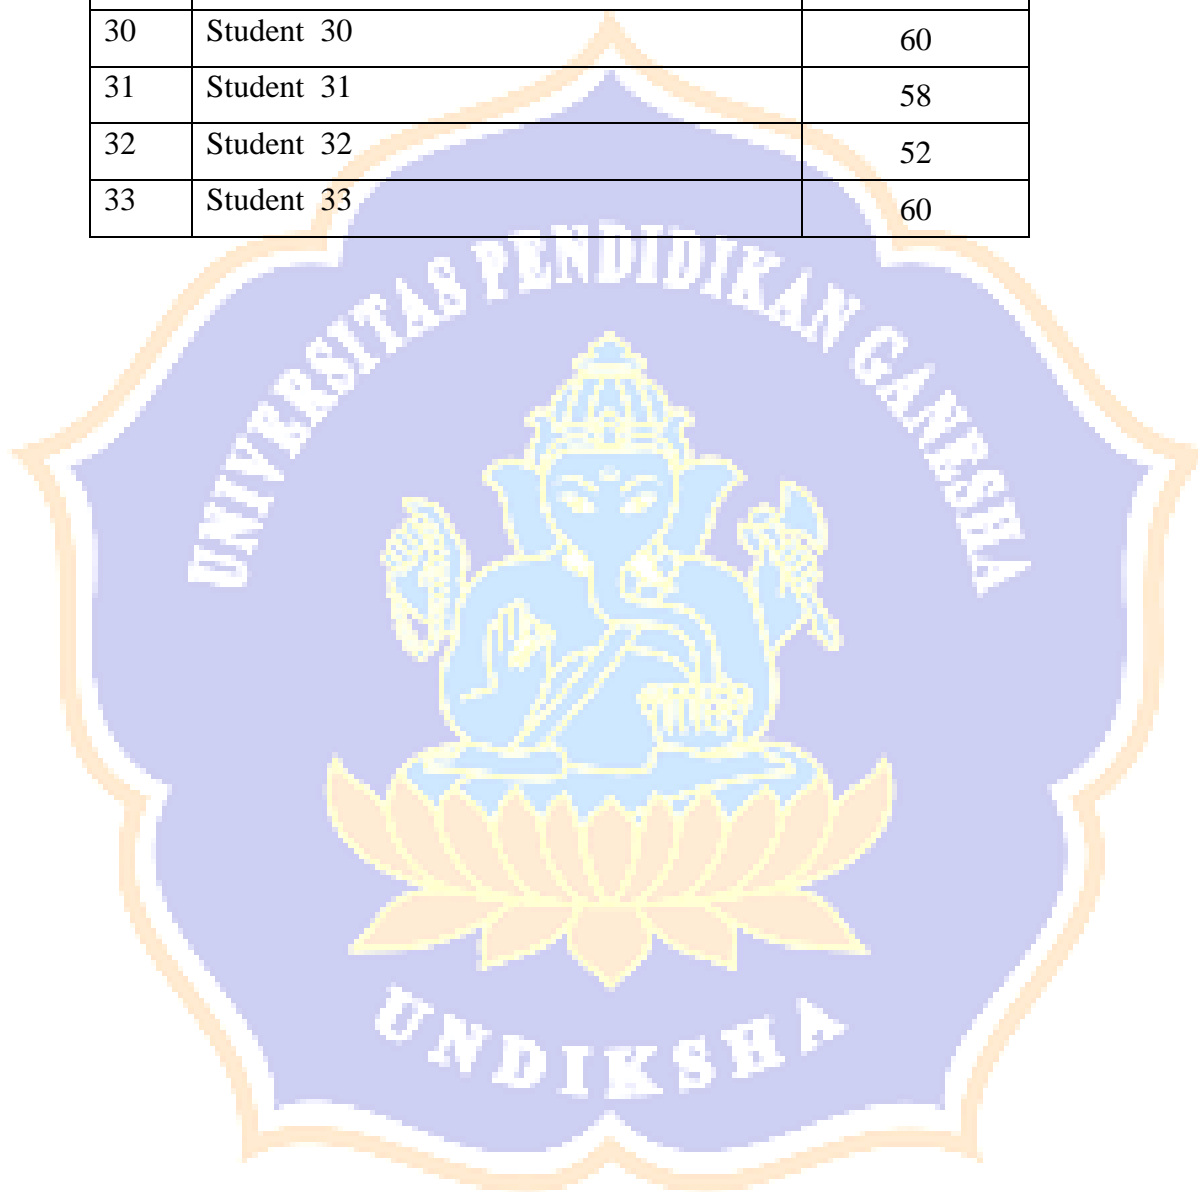 30 Student 30 60
31 Student 31 58
32 Student 32 52
33 Student 33 60
UNIVERSITAS PENDIDIKAN GANESHA
UNDIKSHA